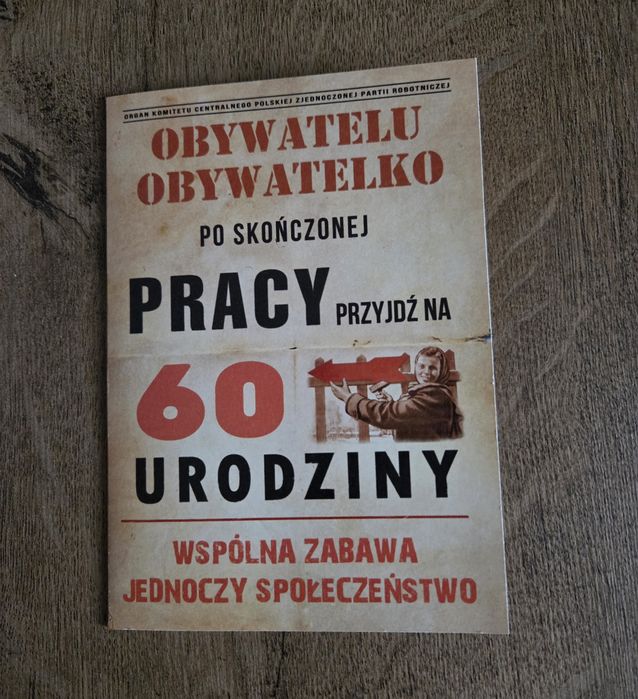 ORGAN KOMITETU CENTRALNEGO POLSKIEJ ZJEDNOCZONEJ PARTII ROBOTNICZEJ
OBYWATELU
OBYWATELKO
PO SKOŃCZONEJ
PRACY PRZYJDŹ NA
60
URODZINY
WSPÓLNA ZABAWA
JEDNOCZY SPOŁECZEŃSTWO